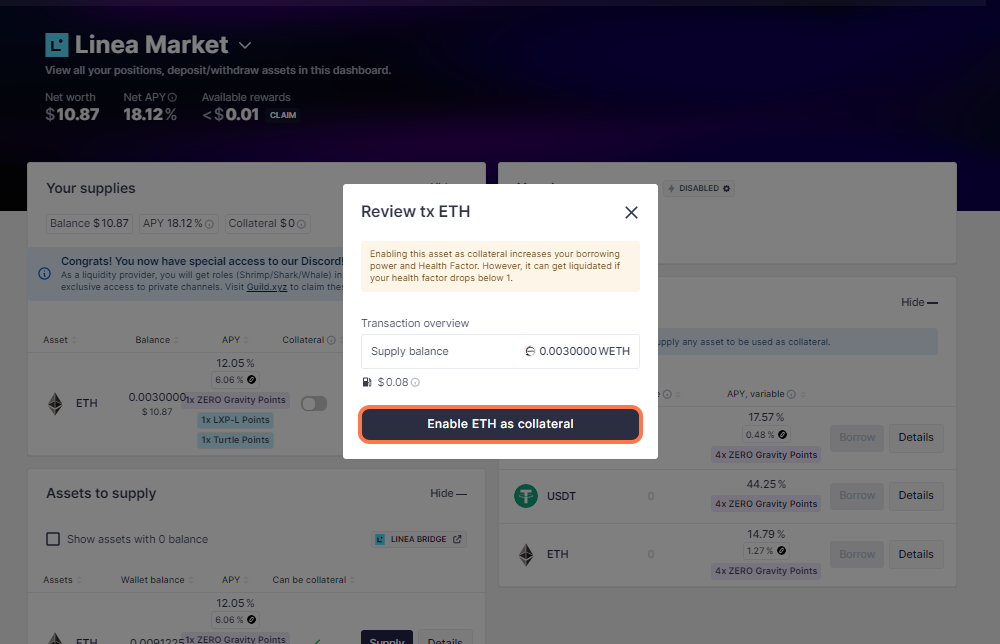 Linea Market
View all your positions, deposit/withdraw assets in this dashboard.
Net worth Net APY Available rewards
$10.87 18.12% <$0.01 CLAIM
Your supplies
Balance $10.87 APY 18.12% Collateral $0
Congrats! You now have special access to our Discord!
As a liquidity provider, you will get roles (Shrimp/Shark/Whale) in
exclusive access to private channels. Visit Guild.xyz to claim
Asset Balance APY Collateral
12.05%
6.06%
ETH 0.0030000 1x ZERO Gravity Points
$10.87
1x LXP-L Points
1x Turtle Points
Assets to supply Hide
Show assets with 0 balance LINEA BRIDGE
Assets Wallet balance APY Can be collateral
12.05%
6.06%
ETH 0.0091225 1x ZERO Gravity Points Supply Details
Review tx ETH
Enabling this asset as collateral increases your borrowing
power and Health Factor. However, it can get liquidated if
your health factor drops below 1.
Transaction overview
Supply balance 0.0030000 WETH
$0.08
Enable ETH as collateral
DISABLED
Hide
supply any asset to be used as collateral.
APY, variable
17.57%
0.48%
4x ZERO Gravity Points
Borrow Details
USDT 0 44.25%
4x ZERO Gravity Points
Borrow Details
ETH 0 14.79%
1.27%
4x ZERO Gravity Points
Borrow Details